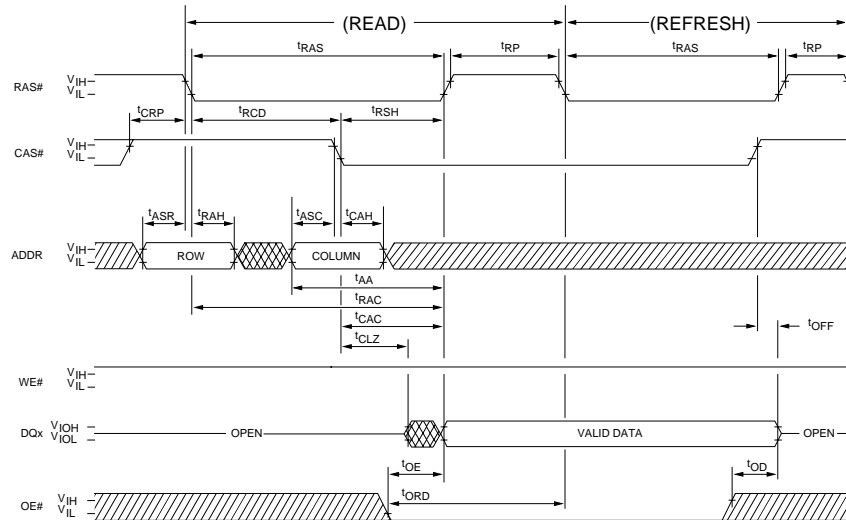 (READ) (REFRESH)
tRAS tRP tRAS tRP
RAS# VIH VIL
tCRP tRCD tRSH
CAS# VIH VIL
tASR tRAH tASC tCAH
ADDR VIH VIL ROW COLUMN
tAA
tRAC
tCAC
tCLZ tOFF
WE# VIH VIL
DQx VIOH VIOL OPEN VALID DATA OPEN
tOE tOD
tORD
OE# VIH VIL